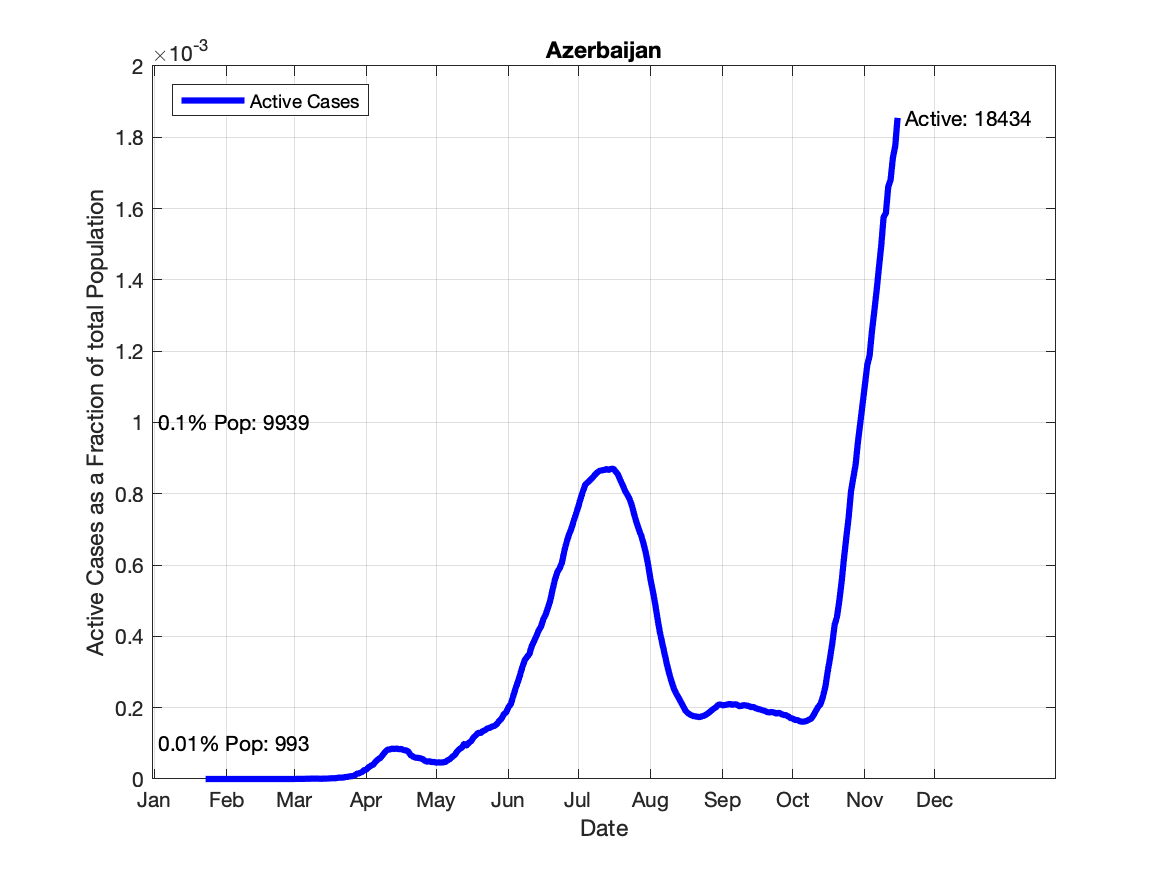 Azerbaijan
×10-3
Active Cases
Active: 18434
2
1.8
1.6
1.4
1.2
1
0.8
0.6
0.4
0.2
0
0.1% Pop: 9939
0.01% Pop: 993
Active Cases as a Fraction of total Population
Jan Feb Mar Apr May Jun Jul Aug Sep Oct Nov Dec
Date